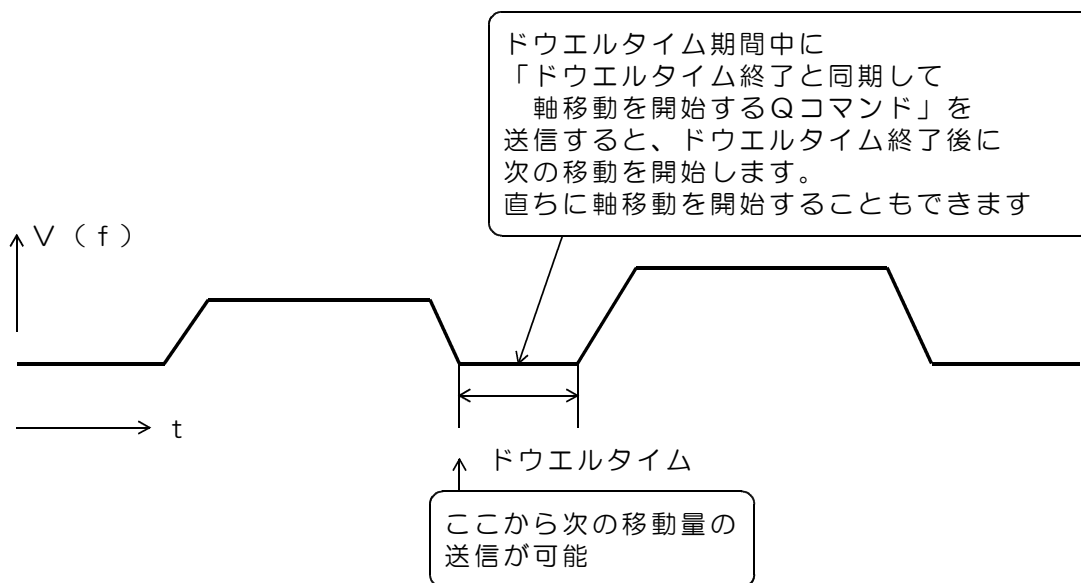 ドウエルタイム期間中に
「ドウエルタイム終了と同期して
　軸移動を開始するQコマンド」を
送信すると、ドウエルタイム終了後に
次の移動を開始します。
直ちに軸移動を開始することもできます
V（f）
t
ドウエルタイム
ここから次の移動量の
送信が可能